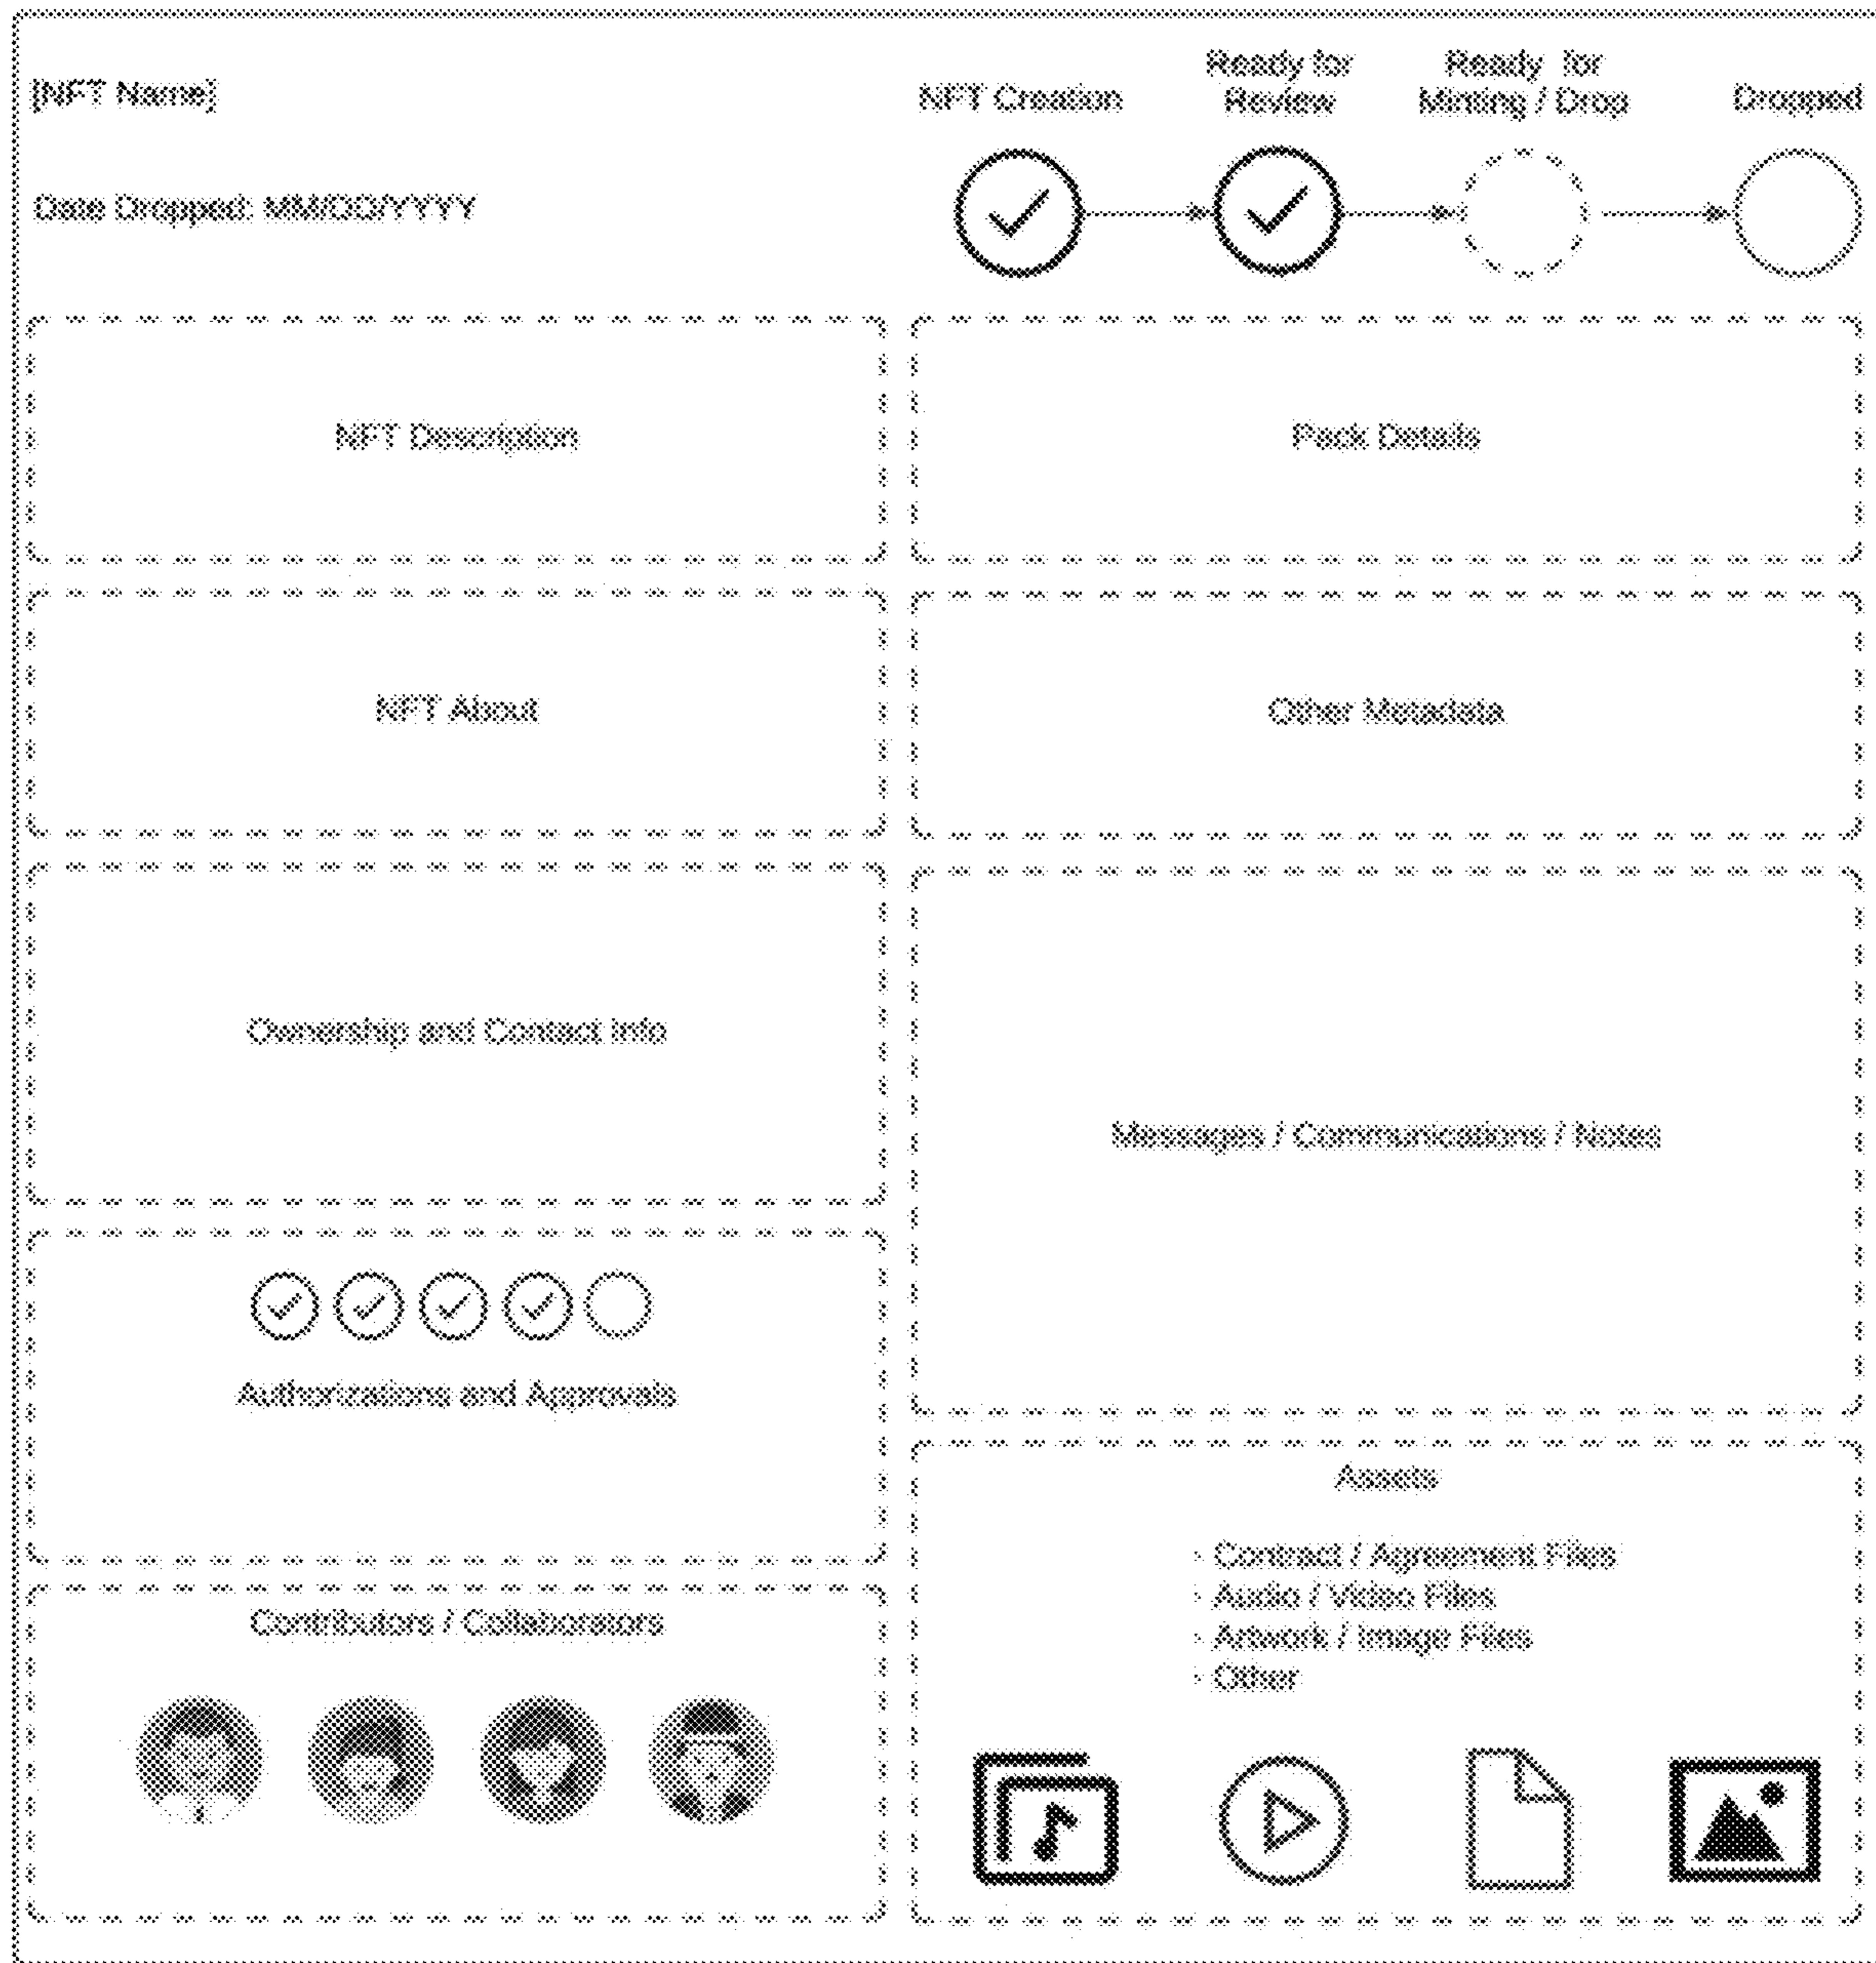 [NFT Name]
Date Dropped: MM/DD/YYYY
NFT Creation
Ready for
Review
Ready for
Minting / Drop
Dropped
NFT Description
Pack Details
NFT About
Other Metadata
Ownership and Contact Info
Messages / Communications / Notes
Authorizations and Approvals
Contributors / Collaborators
Assets
· Contract / Agreement Files
· Audio / Video Files
· Artwork / Image Files
· Other